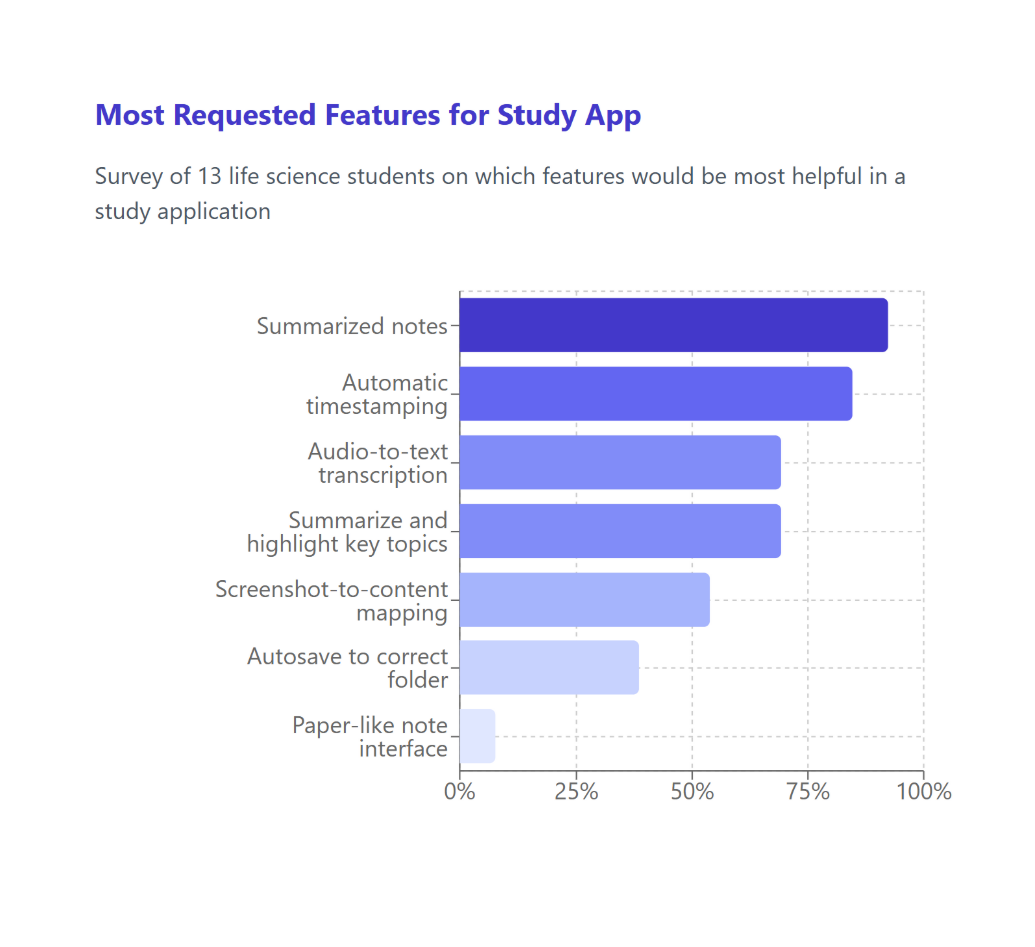 Most Requested Features for Study App
Survey of 13 life science students on which features would be most helpful in a
study application
Summarized notes
Automatic
timestamping
Audio-to-text
transcription
Summarize and
highlight key topics
Screenshot-to-content
mapping
Autosave to correct
folder
Paper-like note
interface
0% 25% 50% 75% 100%